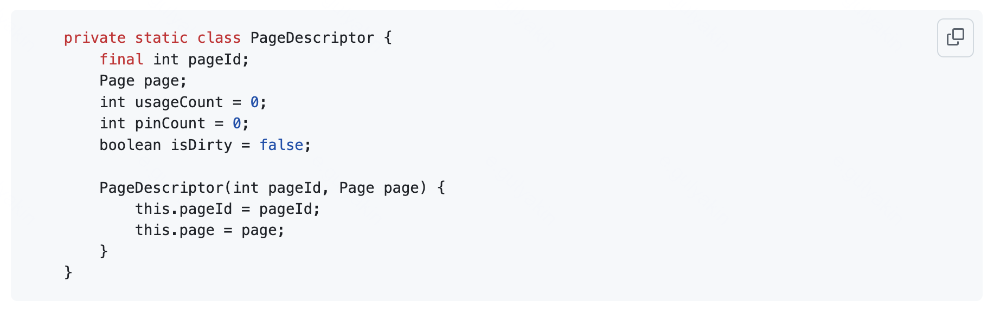 private static class PageDescriptor {
    final int pageId;
    Page page;
    int usageCount = 0;
    int pinCount = 0;
    boolean isDirty = false;

    PageDescriptor(int pageId, Page page) {
        this.pageId = pageId;
        this.page = page;
    }
}